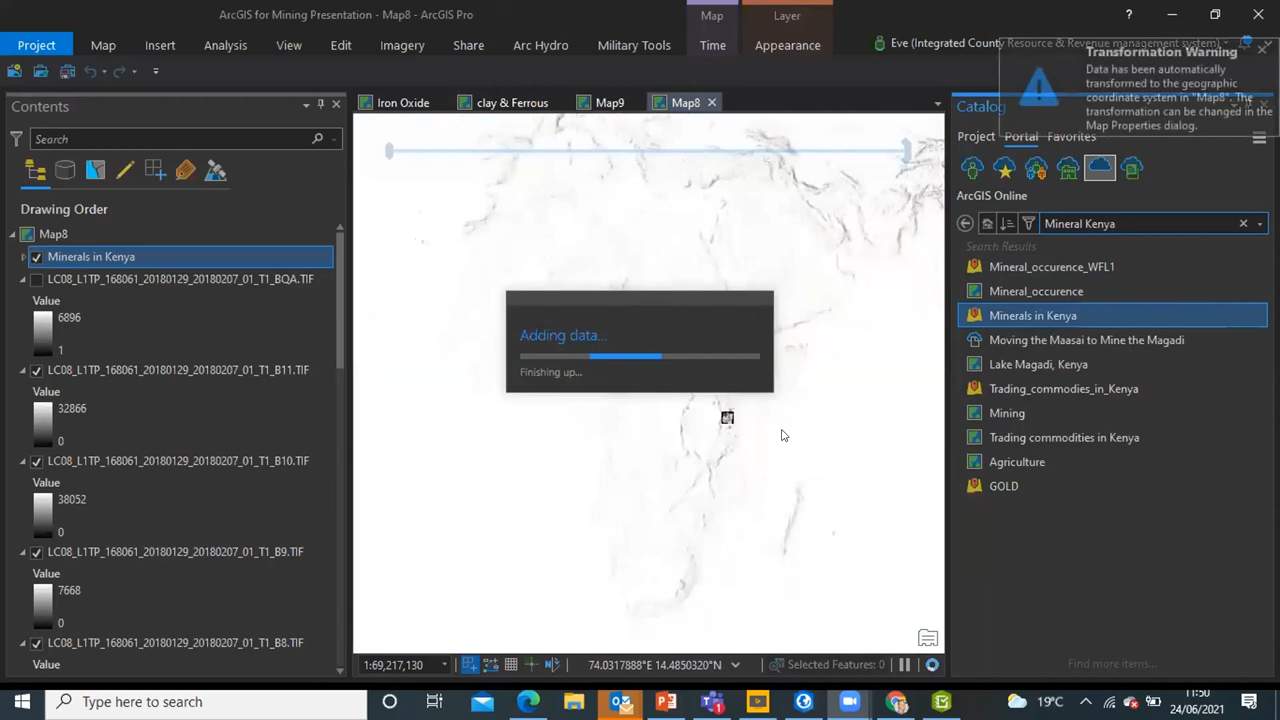 ArcGIS for Mining Presentation - Map8 - ArcGIS Pro
Map
Layer
?
Project
Map
Insert
Analysis
View
Edit
Imagery
Share
Arc Hydro
Military Tools
Time
Appearance
Eve (Integrated County Resource & Revenue management system)
Transformation Warning
Data has been automatically
transformed to the geographic
coordinate system in "Map8". The
transformation can be changed in the
Map Properties dialog.
Contents
Search
Drawing Order
Map8
Minerals in Kenya
LC08_L1TP_168061_20180129_20180207_01_T1_BQA.TIF
Value
6896
1
LC08_L1TP_168061_20180129_20180207_01_T1_B11.TIF
Value
32866
0
LC08_L1TP_168061_20180129_20180207_01_T1_B10.TIF
Value
38052
0
LC08_L1TP_168061_20180129_20180207_01_T1_B9.TIF
Value
7668
0
LC08_L1TP_168061_20180129_20180207_01_T1_B8.TIF
Value
Iron Oxide
clay & Ferrous
Map9
Map8
Adding data...
Finishing up...
1:69,217,130
74.0317888°E 14.4850320°N
Selected Features: 0
Catalog
Project
Portal
Favorites
ArcGIS Online
Mineral Kenya
Search Results
Mineral_occurence_WFL1
Mineral_occurence
Minerals in Kenya
Moving the Maasai to Mine the Magadi
Lake Magadi, Kenya
Trading_commodies_in_Kenya
Mining
Trading commodities in Kenya
Agriculture
GOLD
Find more items...
Type here to search
19°C
11:50
24/06/2021